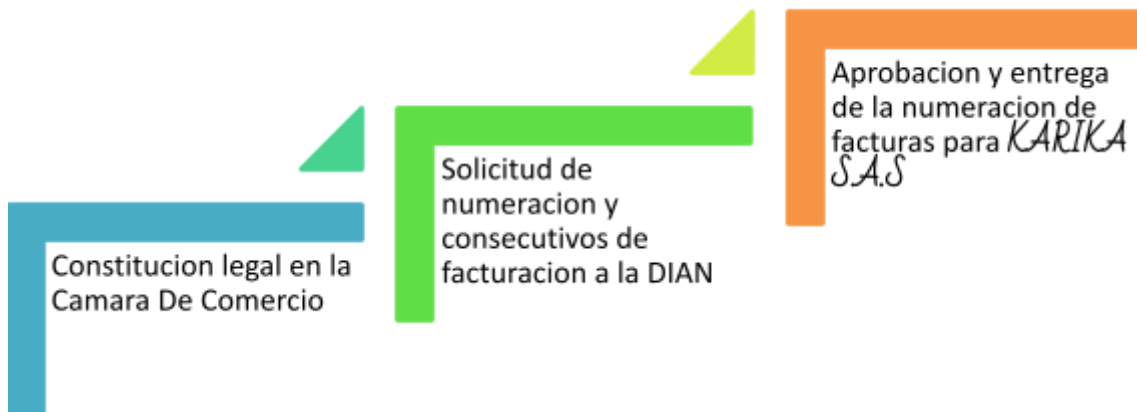 Constitucion legal en la
Camara De Comercio
Solicitud de
numeracion y
consecutivos de
facturacion a la DIAN
Aprobacion y entrega
de la numeracion de
facturas para KARIKA
S.A.S